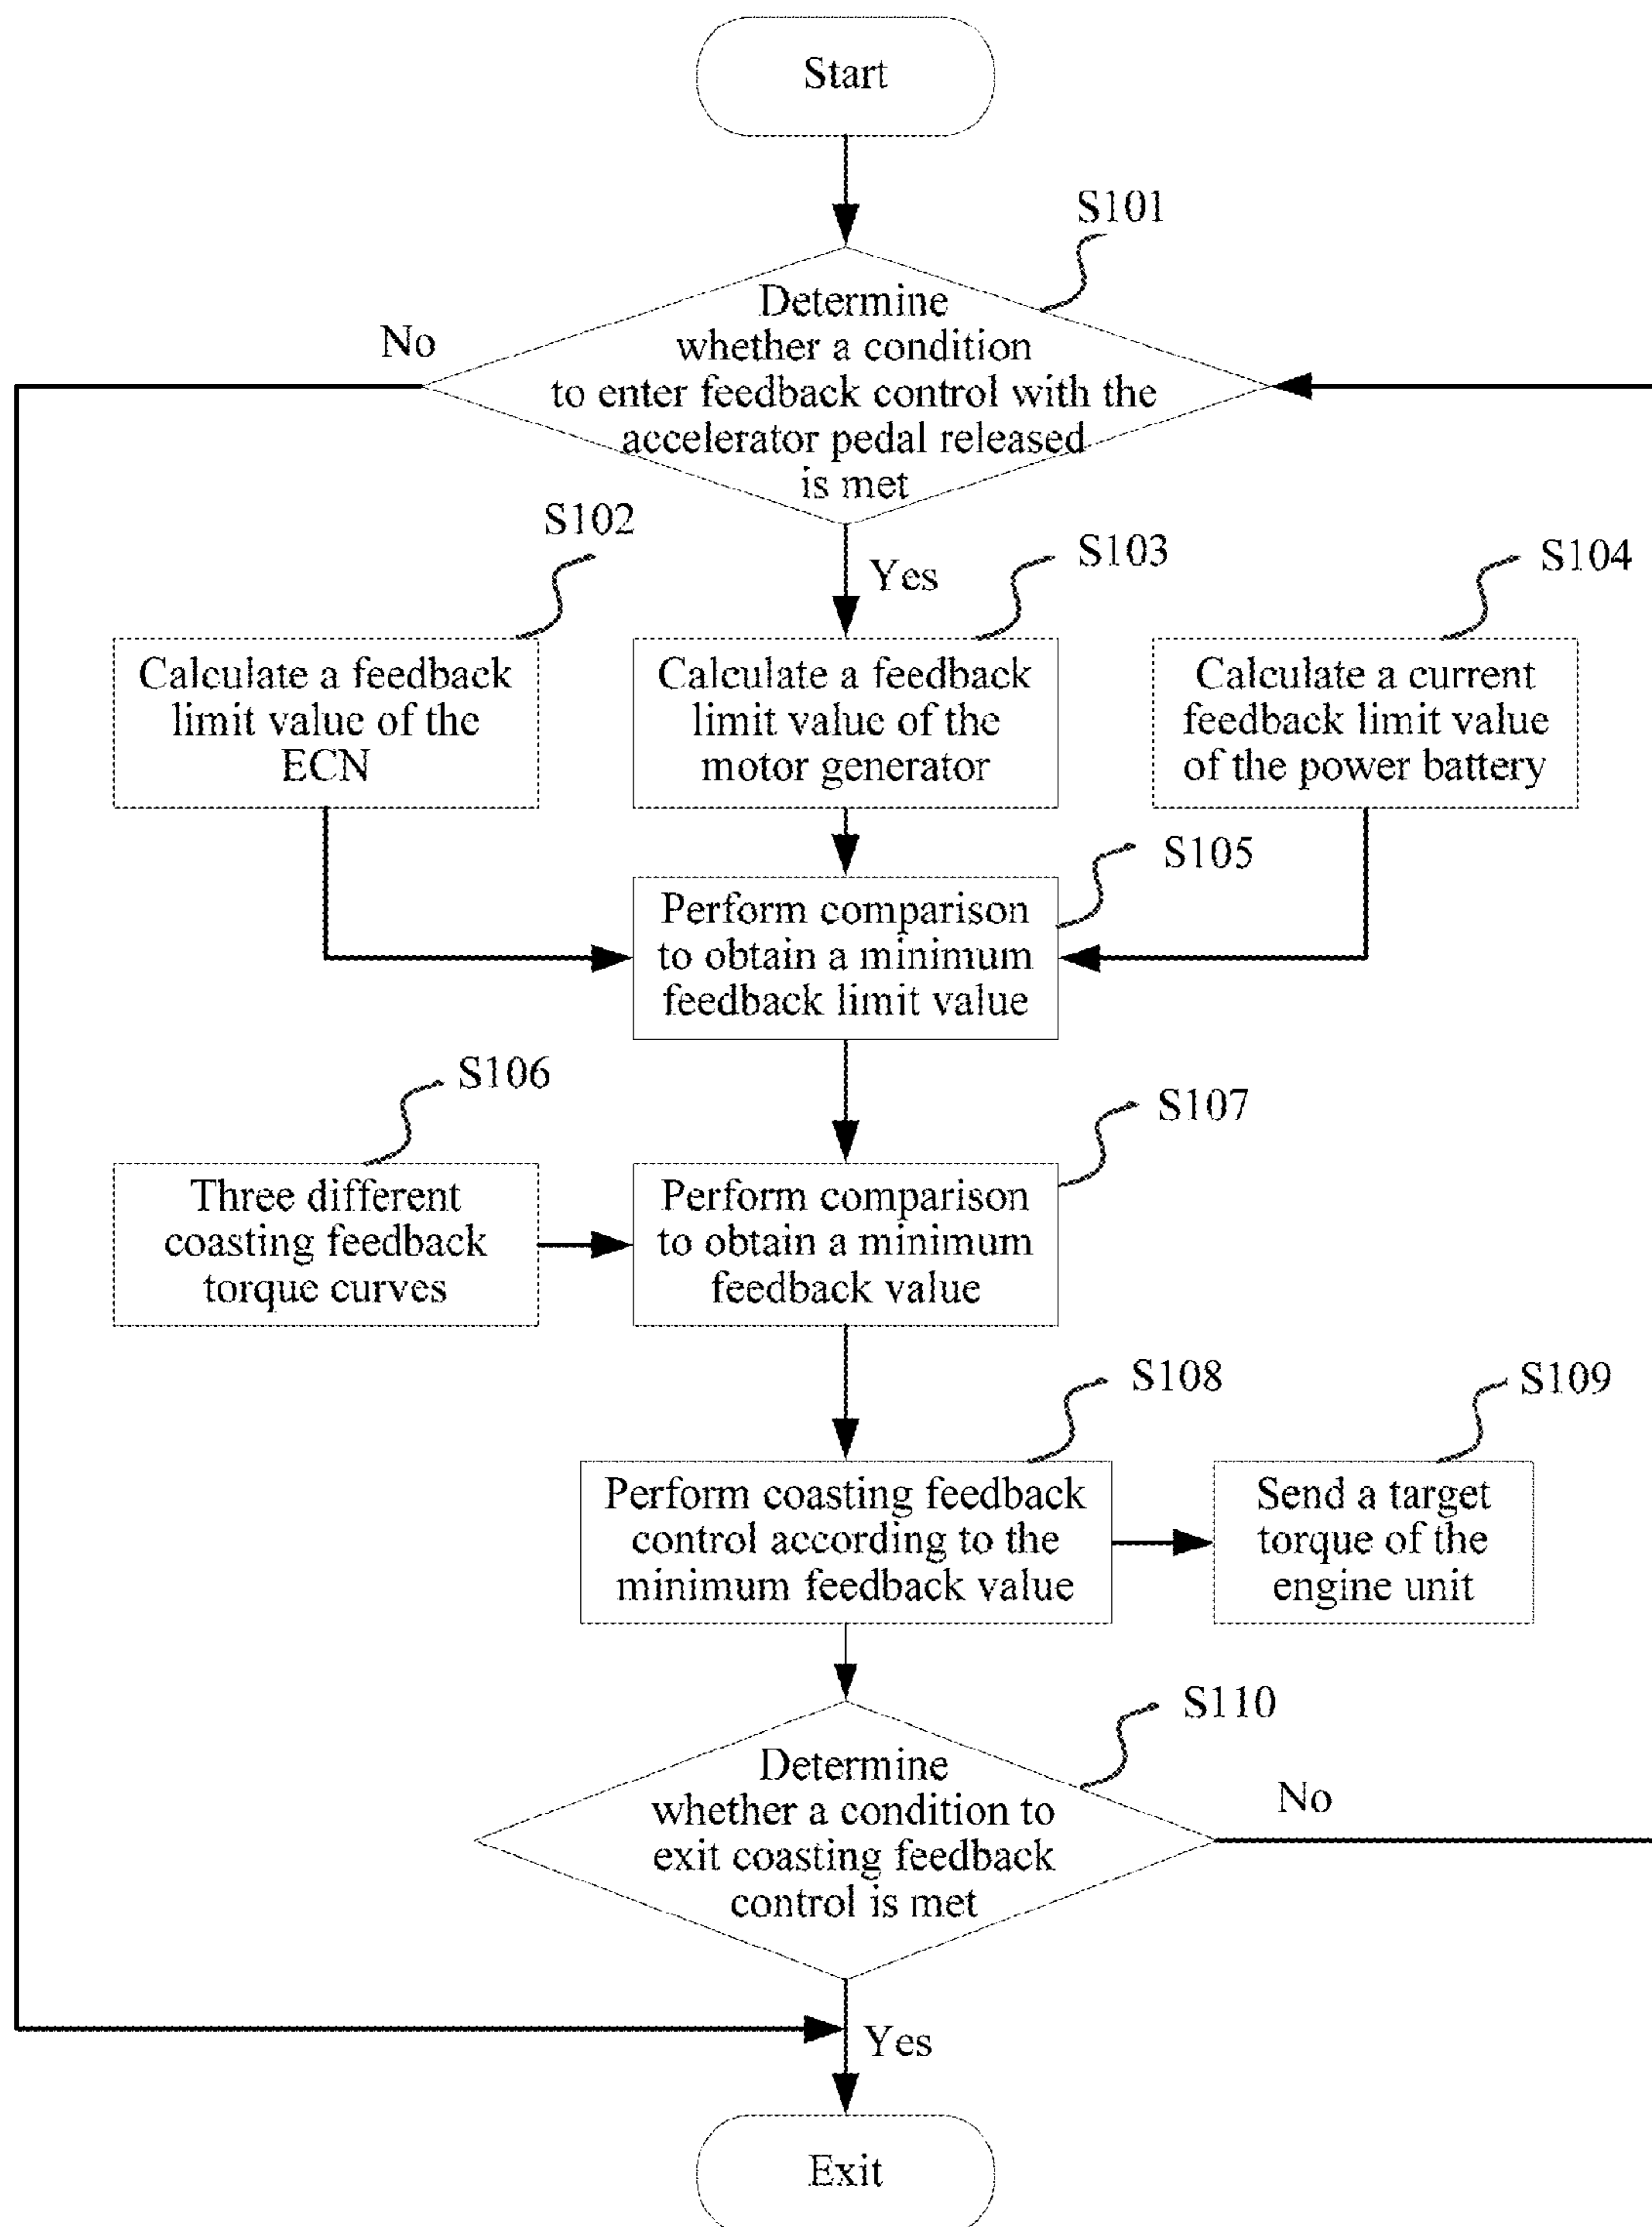 Start
S101
Determine
whether a condition
to enter feedback control with the
accelerator pedal released
is met
No
Yes
S102
S103
S104
Calculate a feedback
limit value of the
ECN
Calculate a feedback
limit value of the
motor generator
Calculate a current
feedback limit value
of the power battery
S105
Perform comparison
to obtain a minimum
feedback limit value
S106
S107
Three different
coasting feedback
torque curves
Perform comparison
to obtain a minimum
feedback value
S108
S109
Perform coasting feedback
control according to the
minimum feedback value
Send a target
torque of the
engine unit
S110
Determine
whether a condition to
exit coasting feedback
control is met
No
Yes
Exit